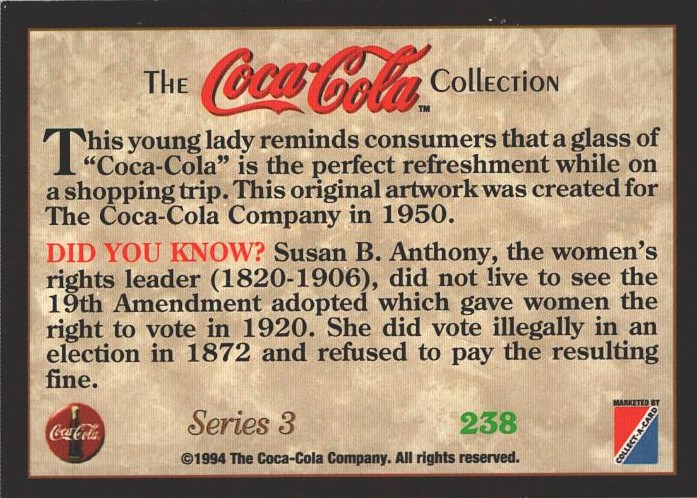 The Coca-Cola™ Collection
This young lady reminds consumers that a glass of
"Coca-Cola" is the perfect refreshment while on
a shopping trip. This original artwork was created for
The Coca-Cola Company in 1950.
DID YOU KNOW? Susan B. Anthony, the women's
rights leader (1820-1906), did not live to see the
19th Amendment adopted which gave women the
right to vote in 1920. She did vote illegally in an
election in 1872 and refused to pay the resulting
fine.
Coca-Cola
Series 3
238
MARKETED BY
COLLECT-A-CARD
©1994 The Coca-Cola Company. All rights reserved.